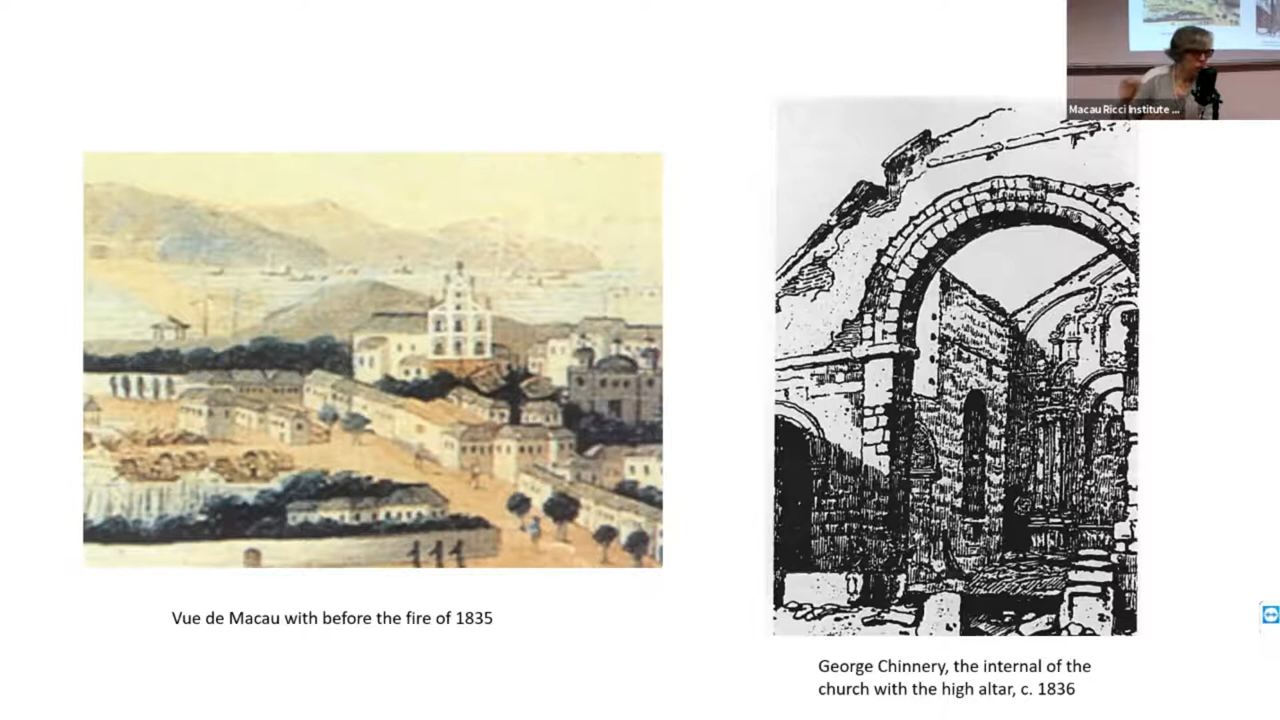 Macau Ricci Institute ...
Vue de Macau with before the fire of 1835
George Chinnery, the internal of the
church with the high altar, c. 1836